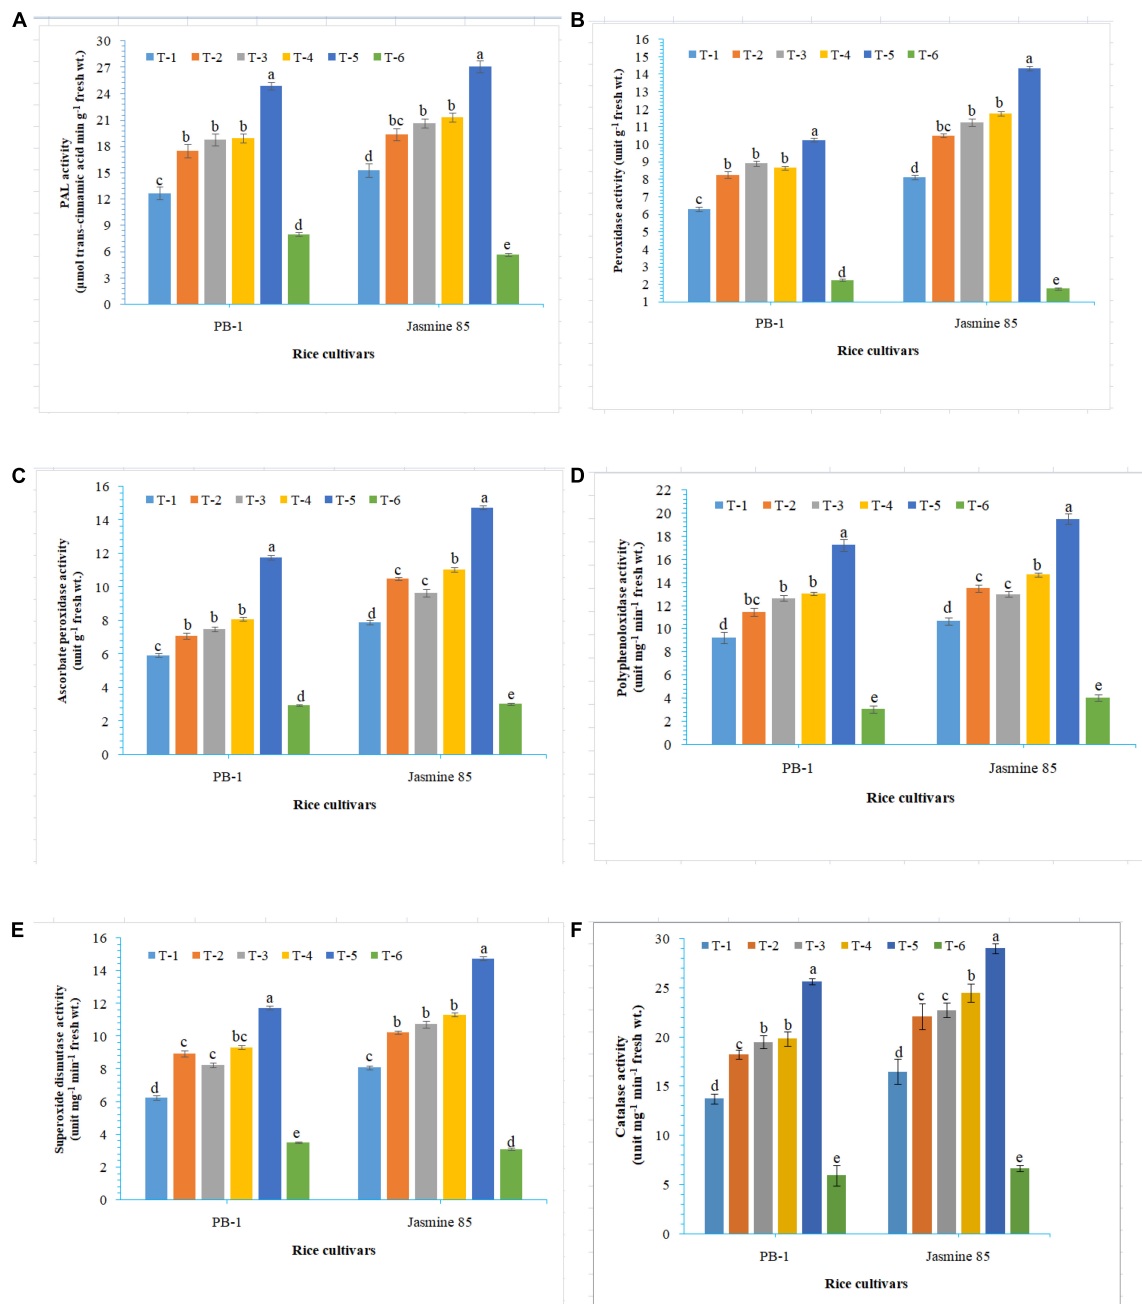 A
PAL activity
(µmol trans-cinnamic acid min g⁻¹ fresh wt.)
30
27
24
21
18
15
12
9
6
3
0
T-1 T-2 T-3 T-4 T-5 T-6
c b b b a d
d bc b b a e
PB-1 Jasmine 85
Rice cultivars
B
Peroxidase activity (unit g⁻¹ fresh wt.)
16
15
14
13
12
11
10
9
8
7
6
5
4
3
2
1
T-1 T-2 T-3 T-4 T-5 T-6
c b b b a d
d bc b b a e
PB-1 Jasmine 85
Rice cultivars
C
Ascorbate peroxidase activity
(unit g⁻¹ fresh wt.)
16
14
12
10
8
6
4
2
0
T-1 T-2 T-3 T-4 T-5 T-6
c b b b a d
d c c b a e
PB-1 Jasmine 85
Rice cultivars
D
Polyphenoloxidase activity
(unit mg⁻¹ min⁻¹ fresh wt.)
22
20
18
16
14
12
10
8
6
4
2
0
T-1 T-2 T-3 T-4 T-5 T-6
d bc b b a e
d c c b a e
PB-1 Jasmine 85
Rice cultivars
E
Superoxide dismutase activity
(unit mg⁻¹ min⁻¹ fresh wt.)
16
14
12
10
8
6
4
2
0
T-1 T-2 T-3 T-4 T-5 T-6
d c c bc a e
c b b b a d
PB-1 Jasmine 85
Rice cultivars
F
Catalase activity
(unit mg⁻¹ min⁻¹ fresh wt.)
30
25
20
15
10
5
0
T-1 T-2 T-3 T-4 T-5 T-6
d c b b a e
d c c b a e
PB-1 Jasmine 85
Rice cultivars